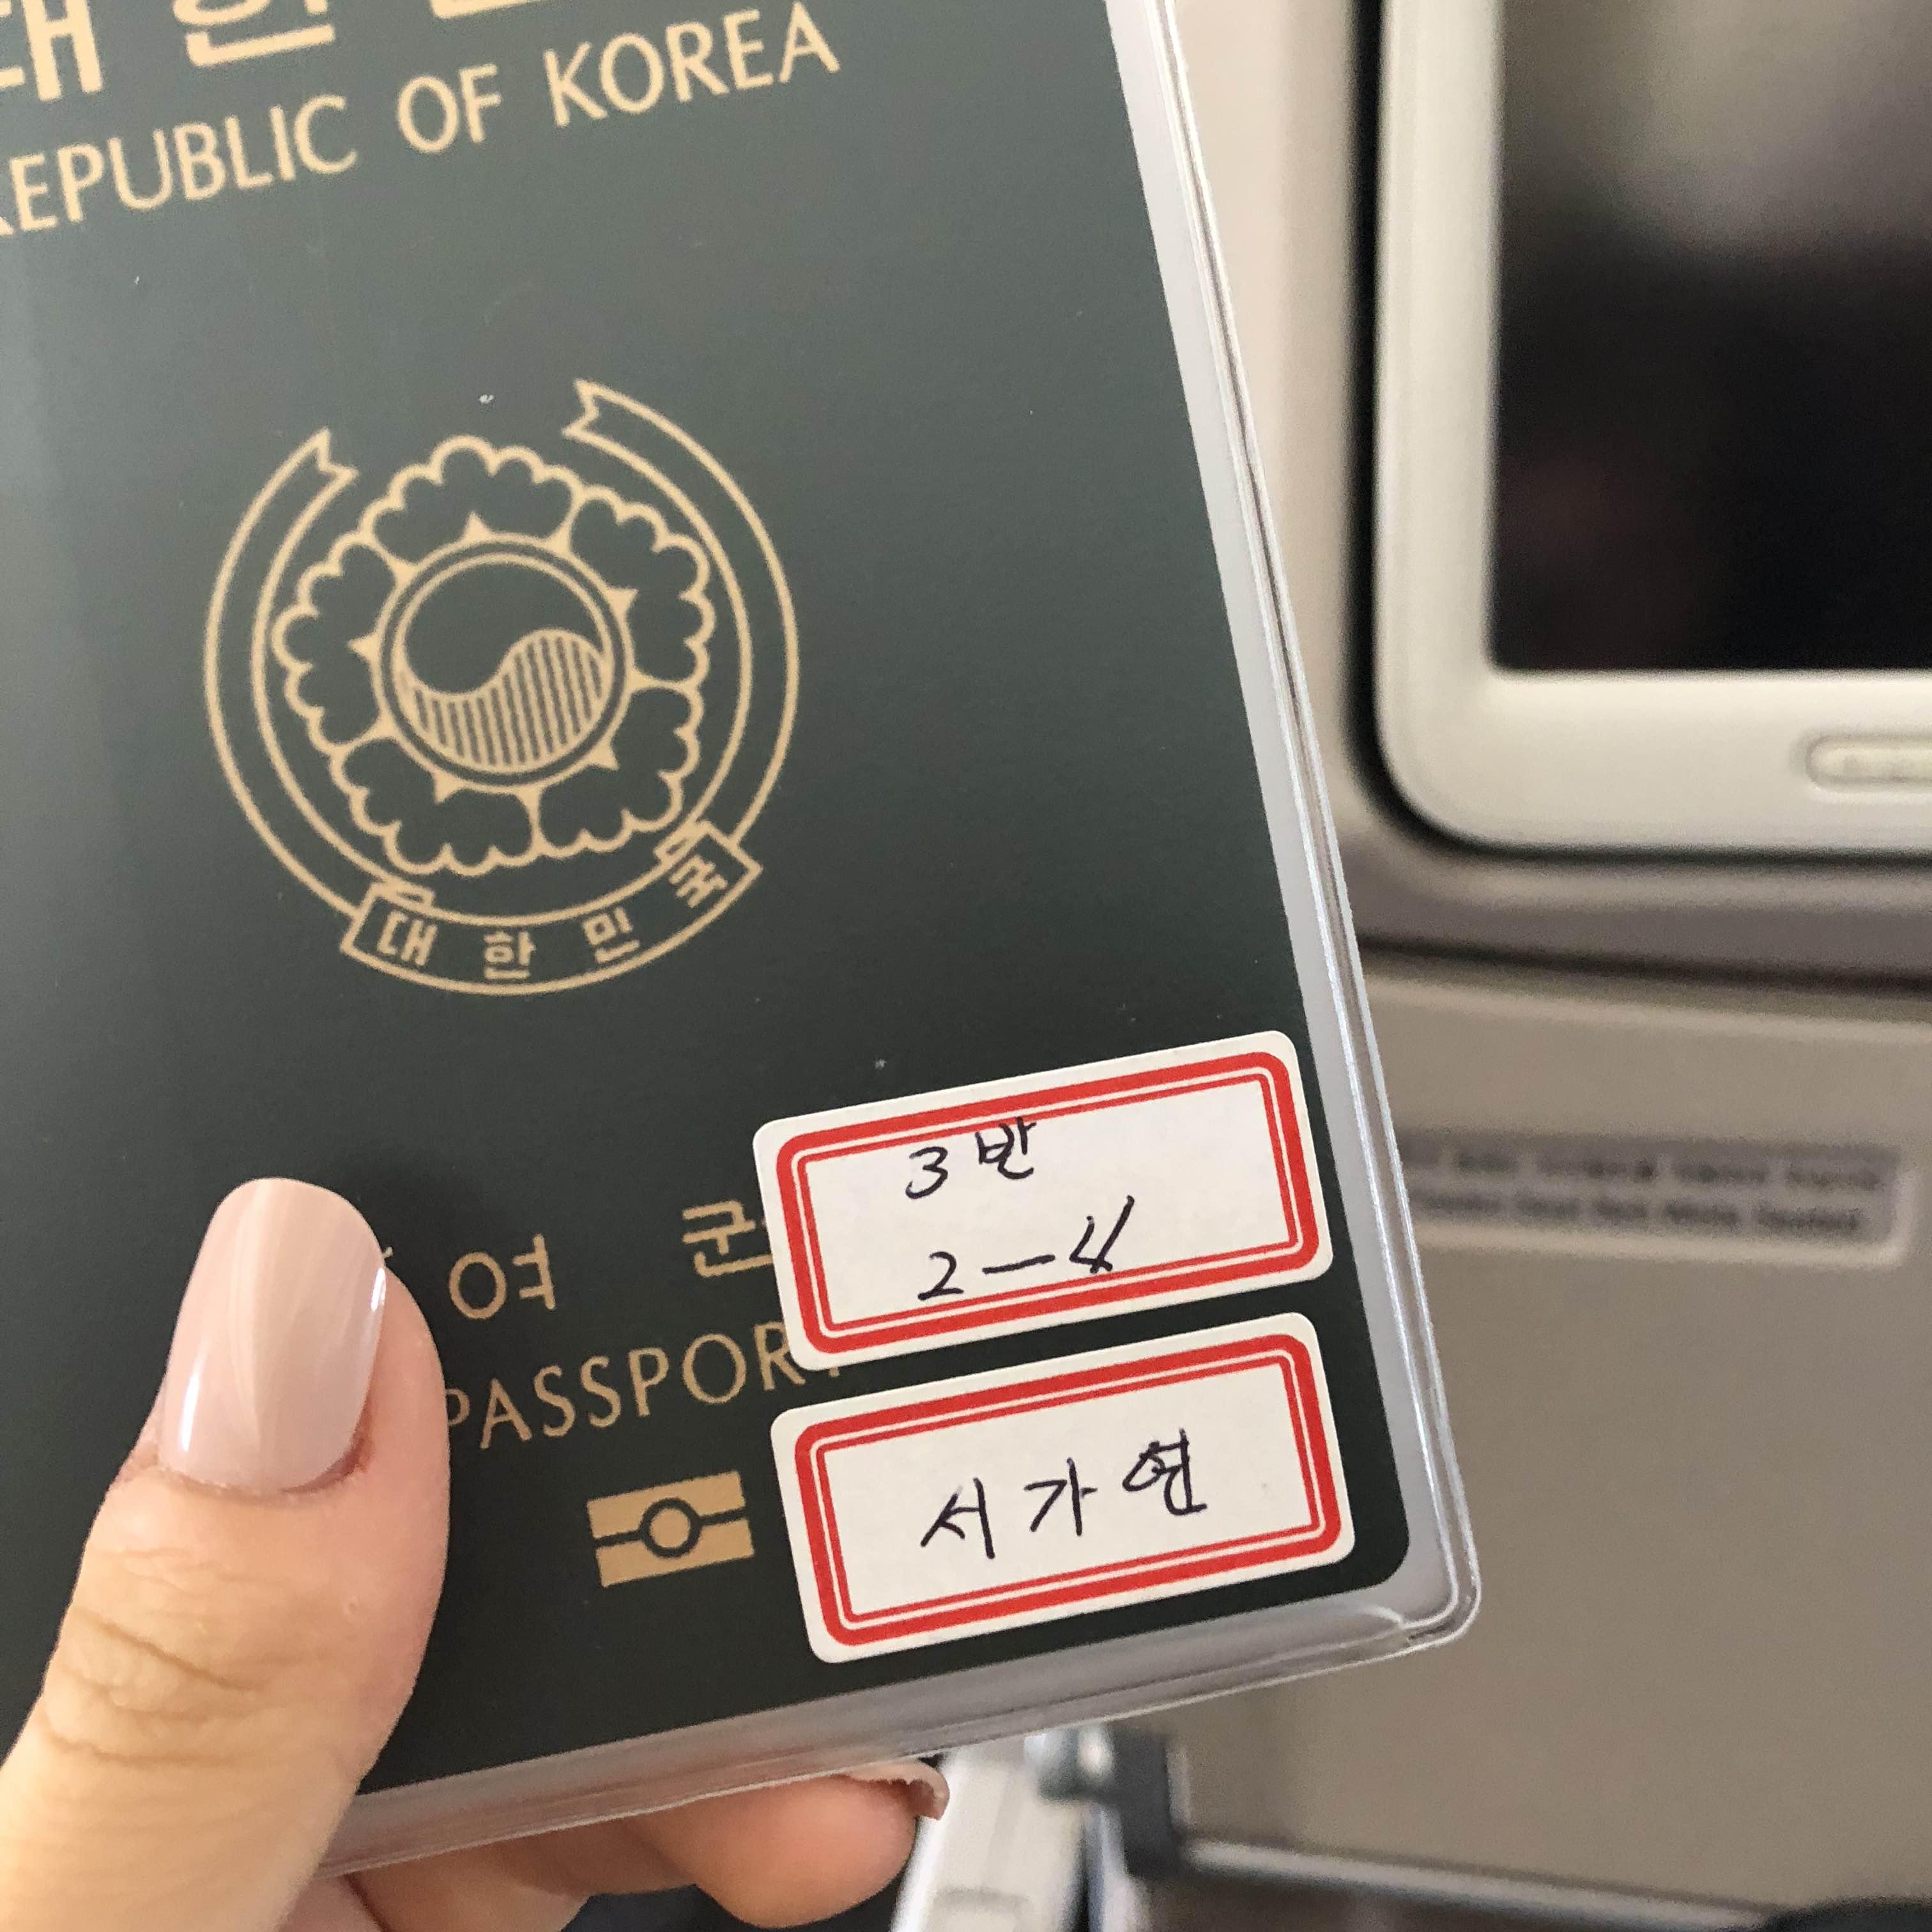 REPUBLIC OF KOREA
대한민국
3반
2-4
여 권
PASSPORT
서가연